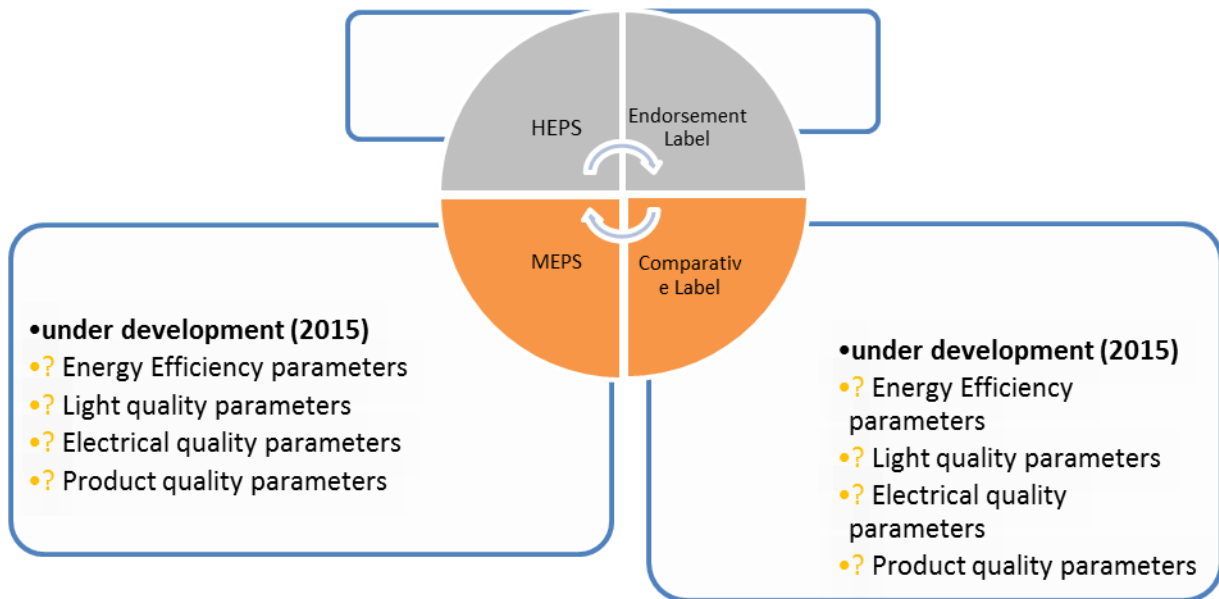 HEPS
Endorsement
Label
MEPS
Comparativ
e Label
•under development (2015)
•? Energy Efficiency parameters
•? Light quality parameters
•? Electrical quality parameters
•? Product quality parameters
•under development (2015)
•? Energy Efficiency
parameters
•? Light quality parameters
•? Electrical quality
parameters
•? Product quality parameters